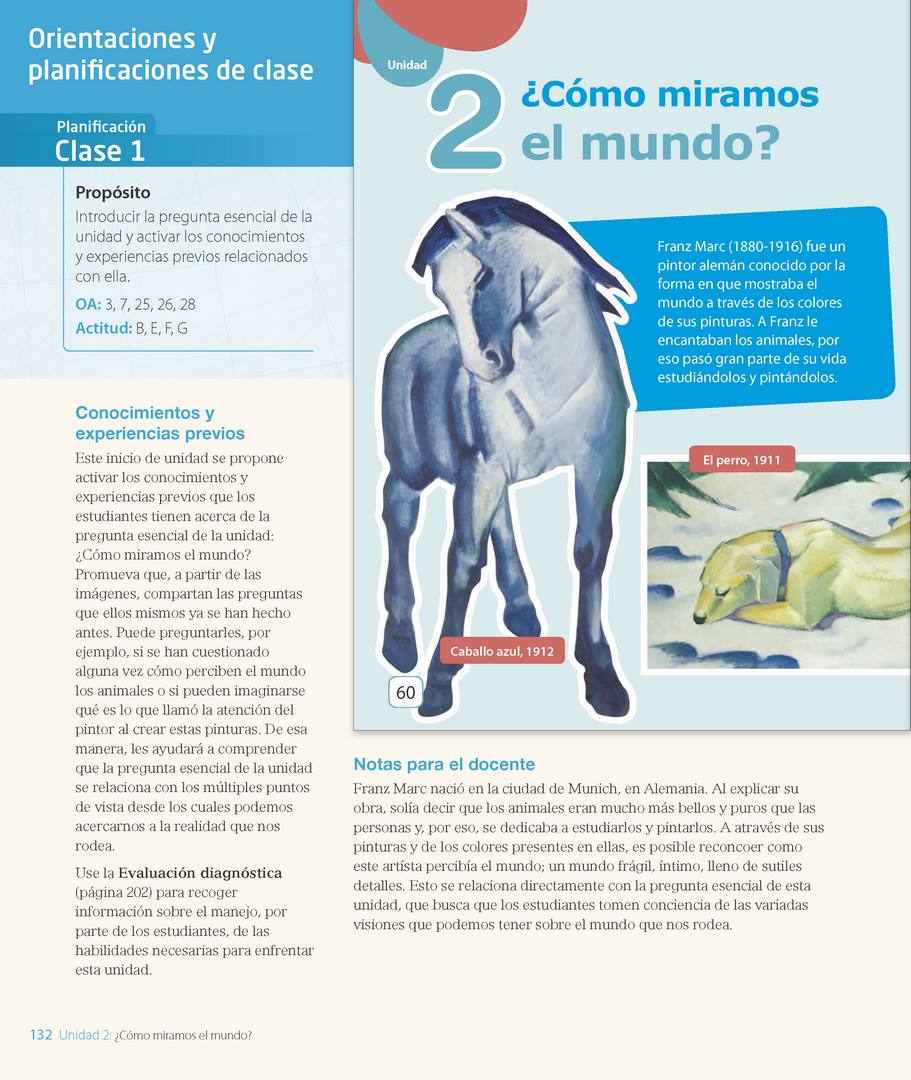 Orientaciones y
planificaciones de clase
Planificación
Clase 1
Propósito
Introducir la pregunta esencial de la
unidad y activar los conocimientos
y experiencias previos relacionados
con ella.
OA: 3, 7, 25, 26, 28
Actitud: B, E, F, G
Conocimientos y
experiencias previos
Este inicio de unidad se propone
activar los conocimientos y
experiencias previos que los
estudiantes tienen acerca de la
pregunta esencial de la unidad:
¿Cómo miramos el mundo?
Promueva que, a partir de las
imágenes, compartan las preguntas
que ellos mismos ya se han hecho
antes. Puede preguntarles, por
ejemplo, si se han cuestionado
alguna vez cómo perciben el mundo
los animales o si pueden imaginarse
qué es lo que llamó la atención del
pintor al crear estas pinturas. De esa
manera, les ayudará a comprender
que la pregunta esencial de la unidad
se relaciona con los múltiples puntos
de vista desde los cuales podemos
acercarnos a la realidad que nos
rodea.
Use la Evaluación diagnóstica
(página 202) para recoger
información sobre el manejo, por
parte de los estudiantes, de las
habilidades necesarias para enfrentar
esta unidad.
Unidad
2
¿Cómo miramos
el mundo?
Franz Marc (1880-1916) fue un
pintor alemán conocido por la
forma en que mostraba el
mundo a través de los colores
de sus pinturas. A Franz le
encantaban los animales, por
eso pasó gran parte de su vida
estudiándolos y pintándolos.
El perro, 1911
Caballo azul, 1912
60
Notas para el docente
Franz Marc nació en la ciudad de Munich, en Alemania. Al explicar su
obra, solía decir que los animales eran mucho más bellos y puros que las
personas y, por eso, se dedicaba a estudiarlos y pintarlos. A através de sus
pinturas y de los colores presentes en ellas, es posible reconcoer como
este artísta percibía el mundo; un mundo frágil, íntimo, lleno de sutiles
detalles. Esto se relaciona directamente con la pregunta esencial de esta
unidad, que busca que los estudiantes tomen conciencia de las variadas
visiones que podemos tener sobre el mundo que nos rodea.
132 Unidad 2: ¿Cómo miramos el mundo?